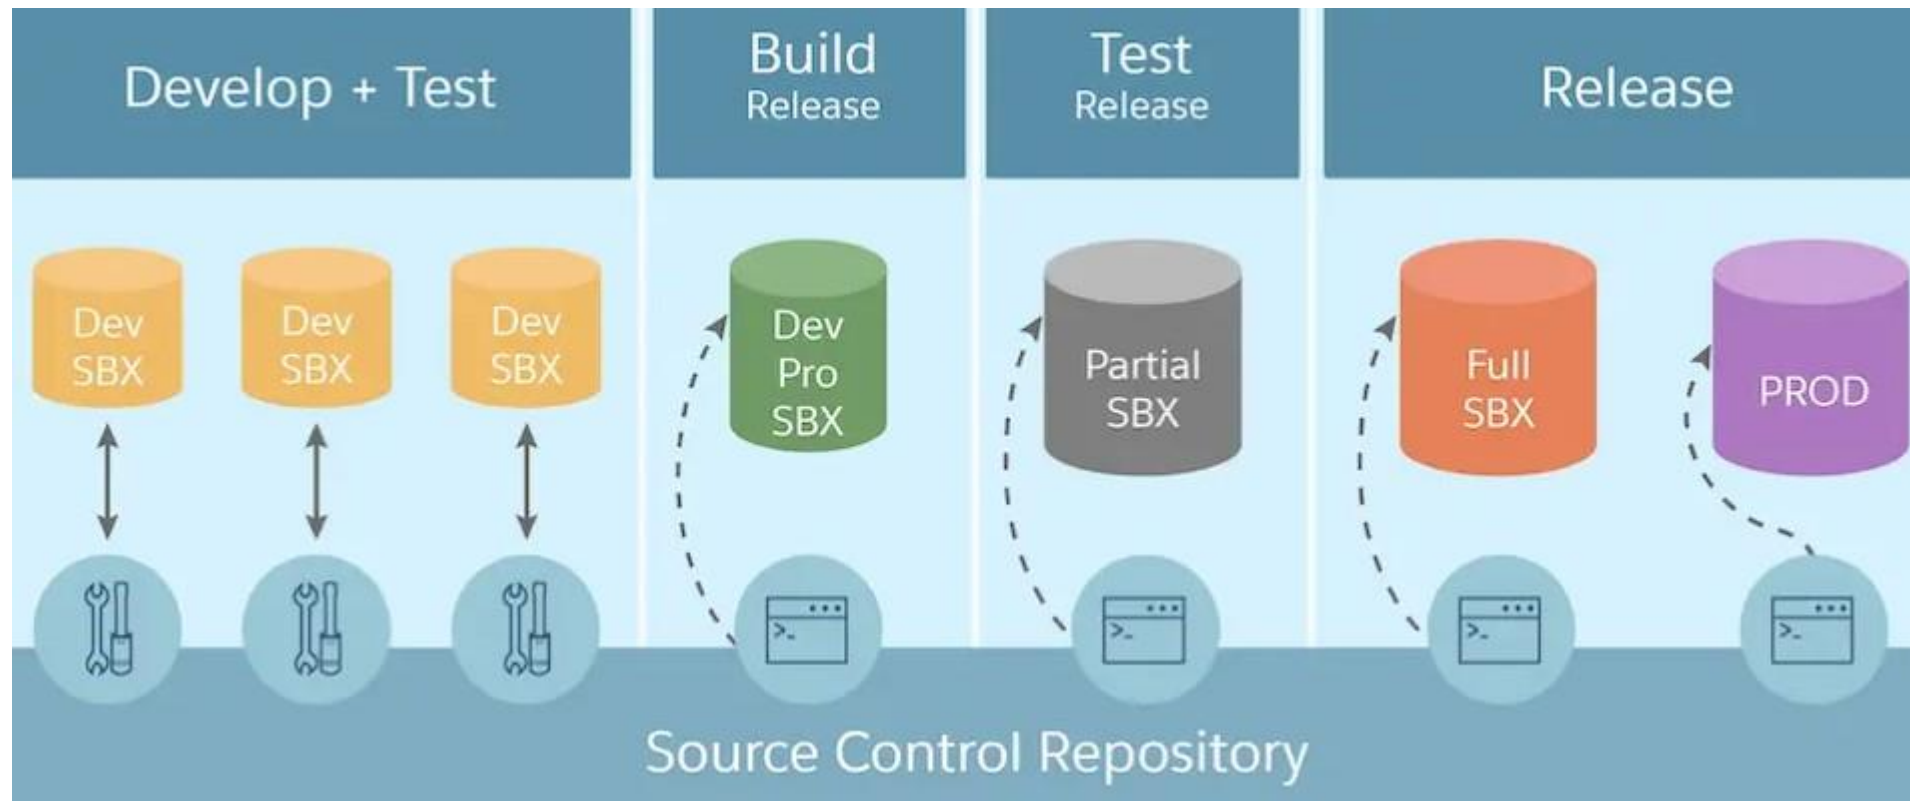 Develop + Test
Build
Release
Test
Release
Release
Dev
SBX
Dev
SBX
Dev
SBX
Dev
Pro
SBX
Partial
SBX
Full
SBX
PROD
>_
>_
>_
>_
Source Control Repository